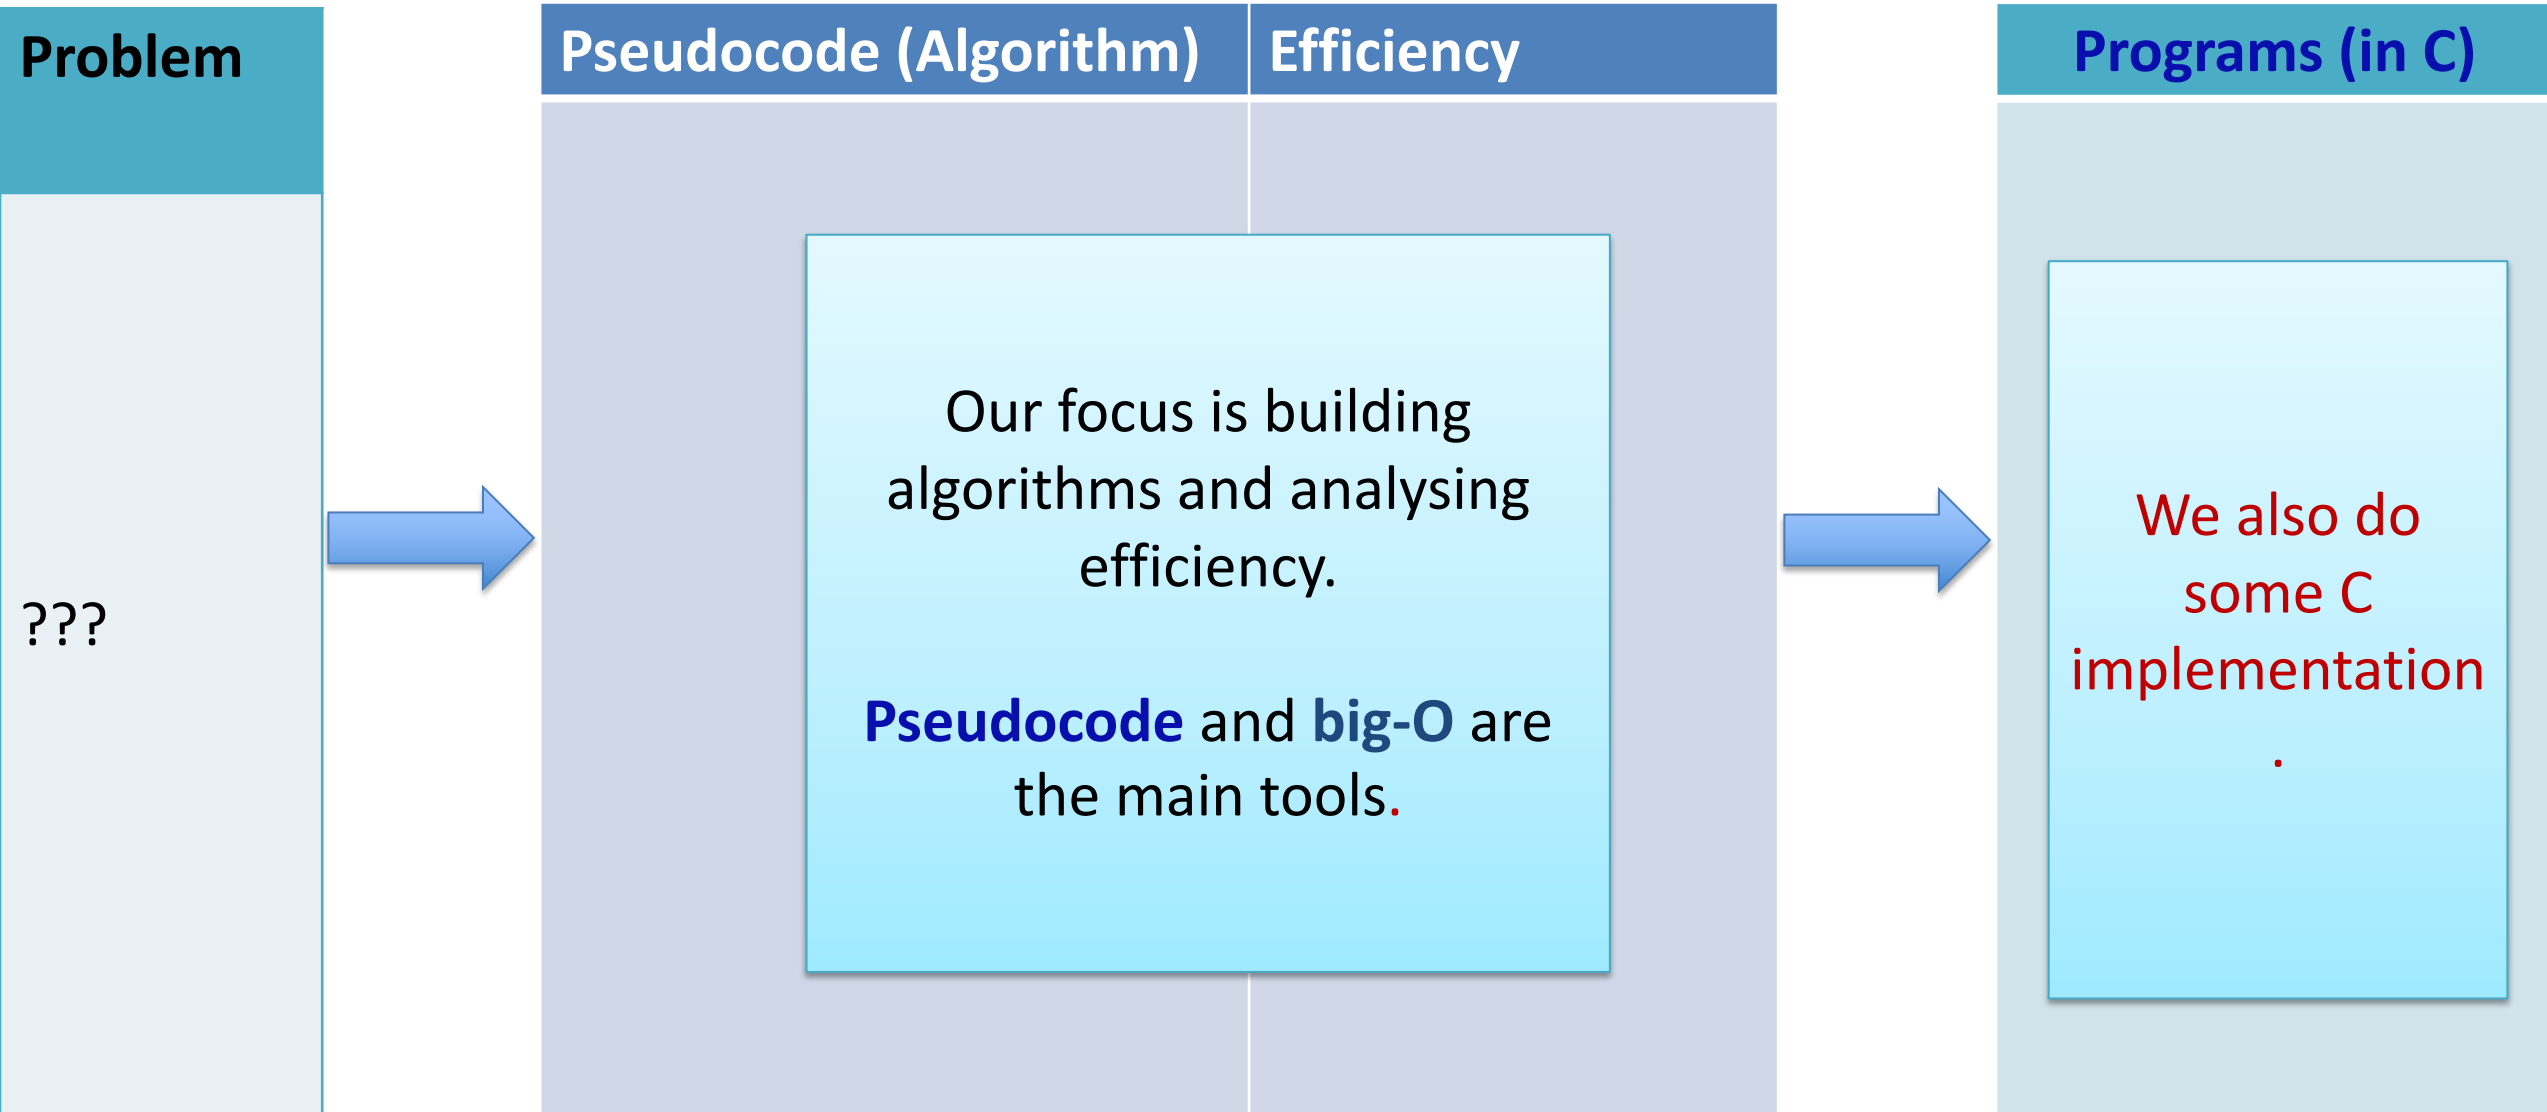 Problem
???
Pseudocode (Algorithm)
Efficiency
Our focus is building
algorithms and analysing
efficiency.
Pseudocode and big-O are
the main tools.
Programs (in C)
We also do
some C
implementation
.